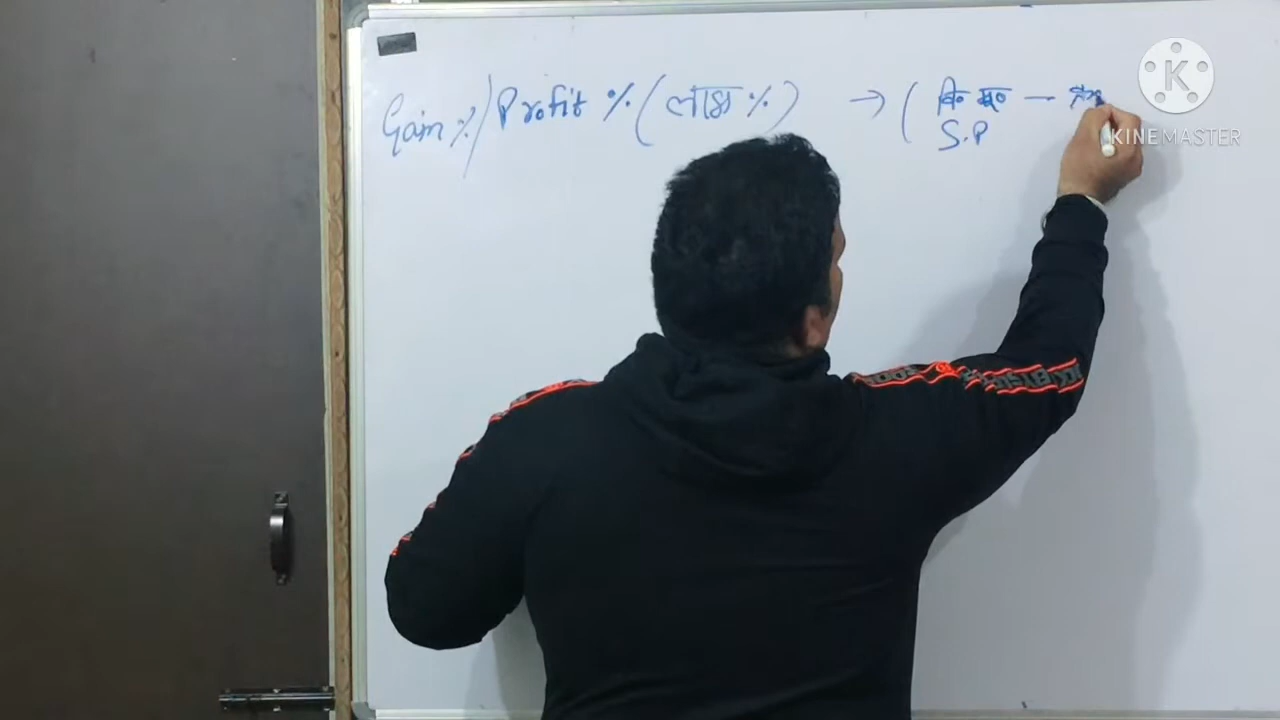 Gain %/ Profit % (लाभ %) → ( वि० मू० —
S.P
K
KINEMASTER